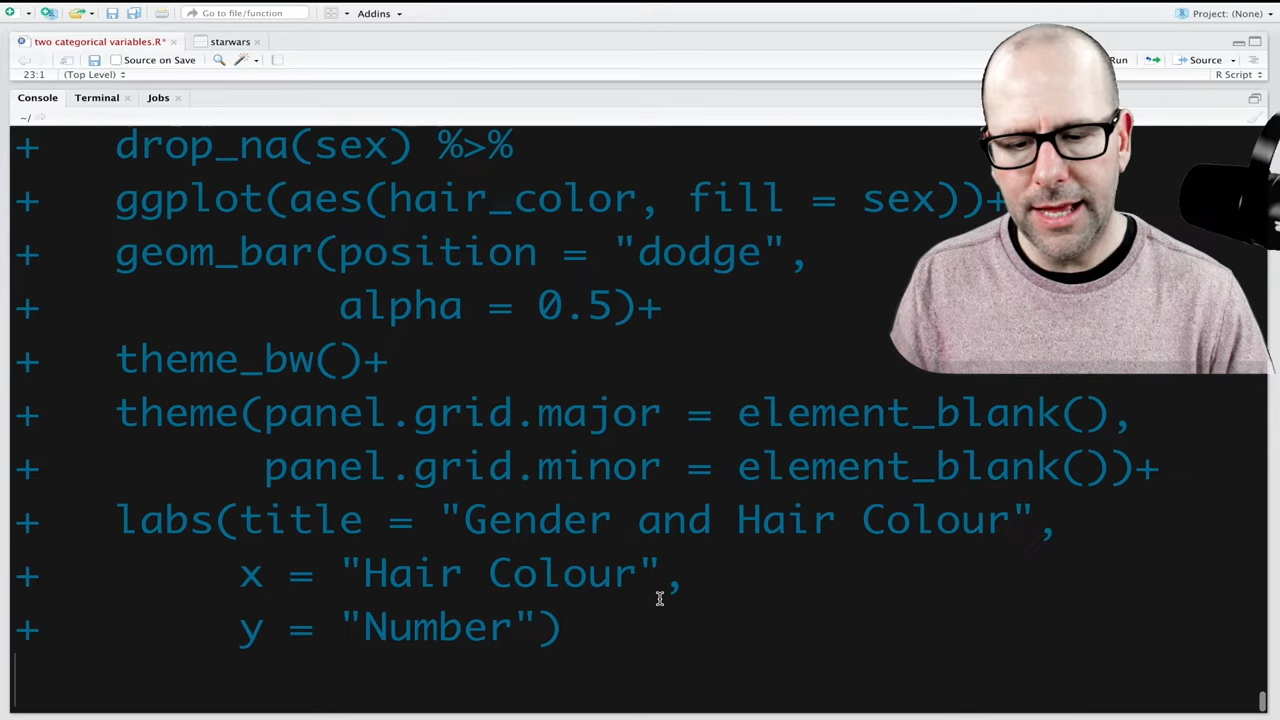 Go to file/function
Addins
Project: (None)
two categorical variables.R*
starwars
Source on Save
Run
Source
23:1
(Top Level)
R Script
Console
Terminal
Jobs
~/
+ drop_na(sex) %>%
+ ggplot(aes(hair_color, fill = sex))+
+ geom_bar(position = "dodge",
+ alpha = 0.5)+
+ theme_bw()+
+ theme(panel.grid.major = element_blank(),
+ panel.grid.minor = element_blank())+
+ labs(title = "Gender and Hair Colour",
+ x = "Hair Colour",
+ y = "Number")